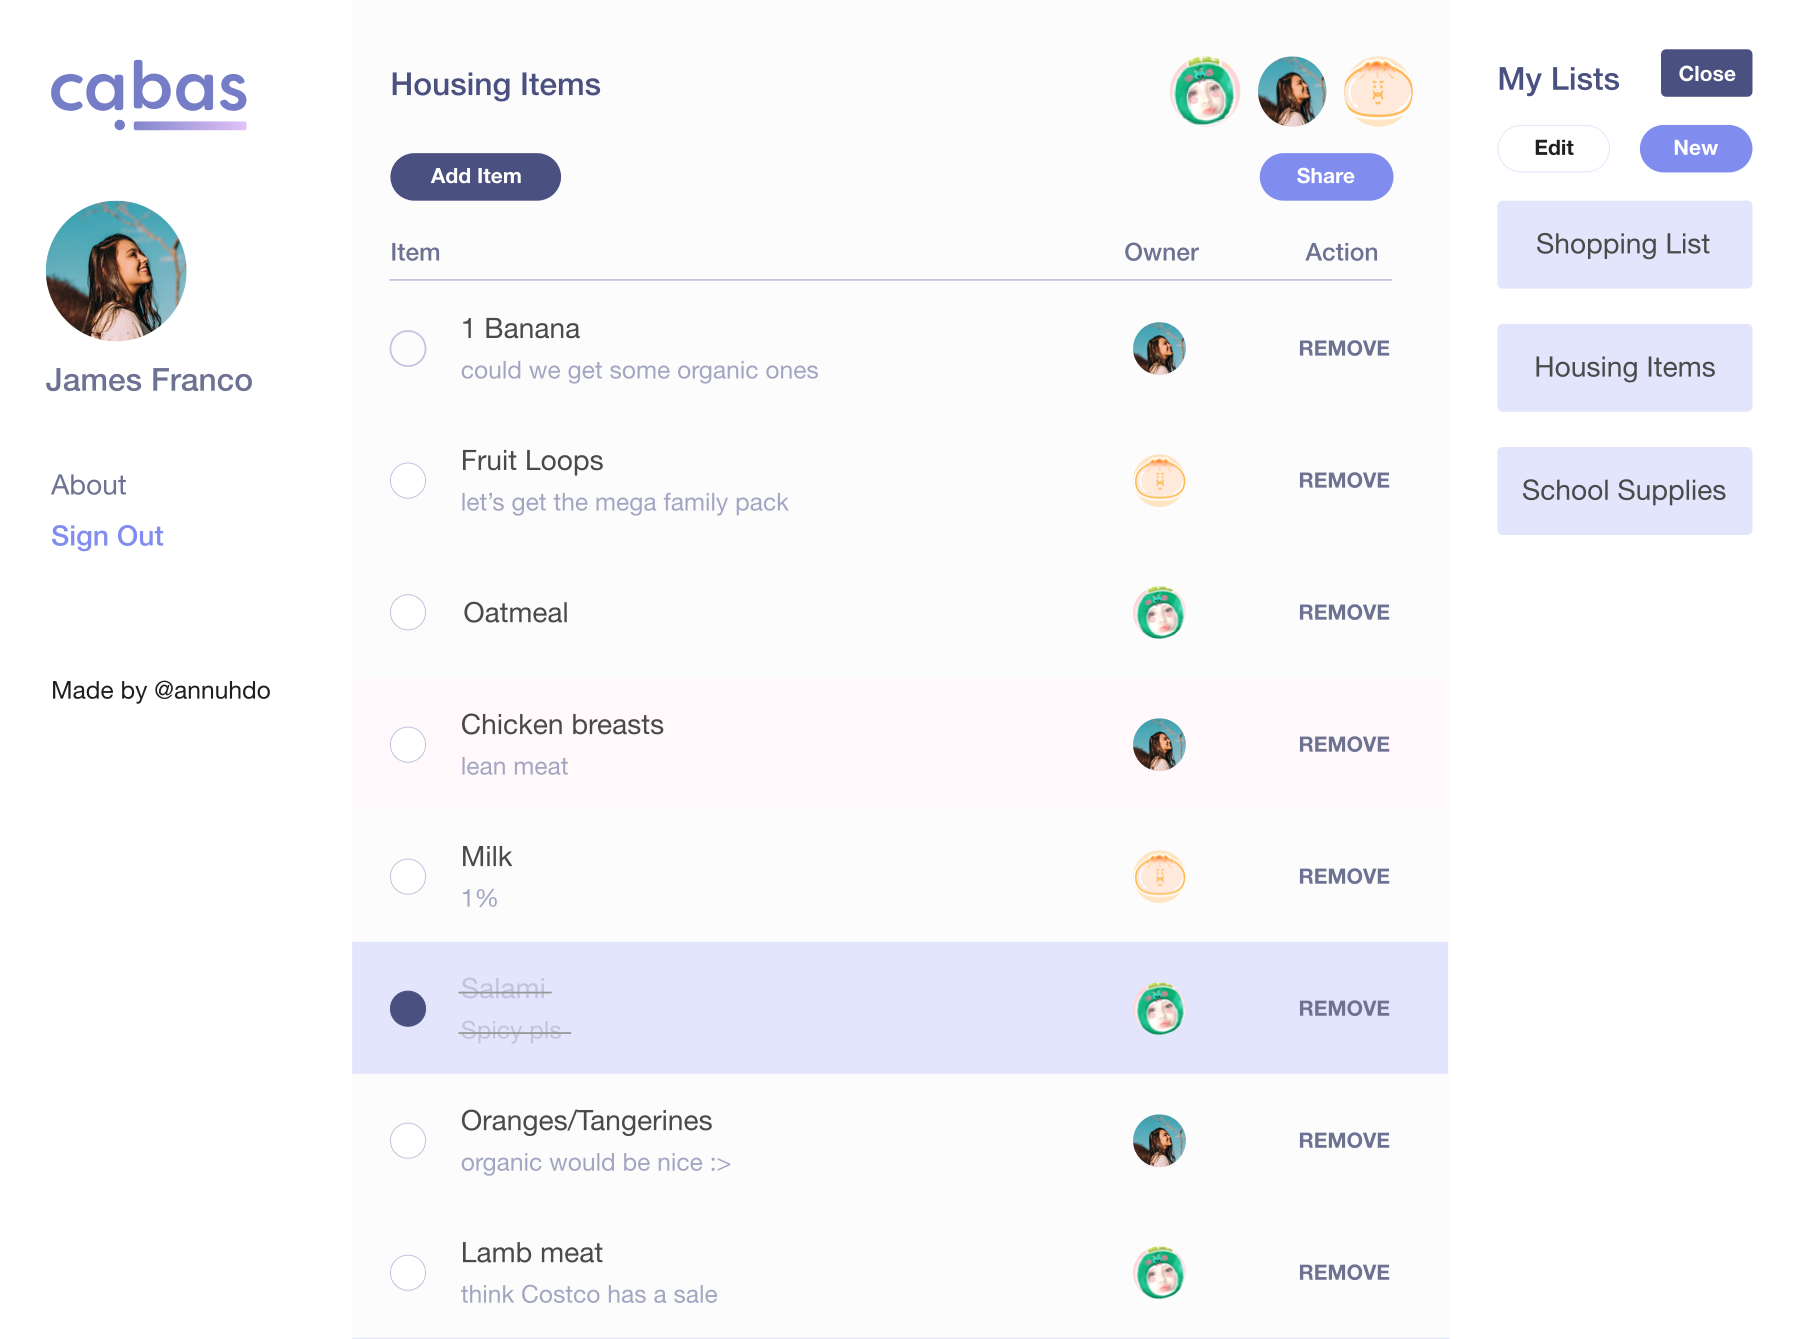 cabas
James Franco
About
Sign Out
Made by @annuhdo
Housing Items
Add Item
Share
Item Owner Action
1 Banana
could we get some organic ones
REMOVE
Fruit Loops
let’s get the mega family pack
REMOVE
Oatmeal
REMOVE
Chicken breasts
lean meat
REMOVE
Milk
1%
REMOVE
Salami
Spicy pls
REMOVE
Oranges/Tangerines
organic would be nice :>
REMOVE
Lamb meat
think Costco has a sale
REMOVE
My Lists
Close
Edit
New
Shopping List
Housing Items
School Supplies